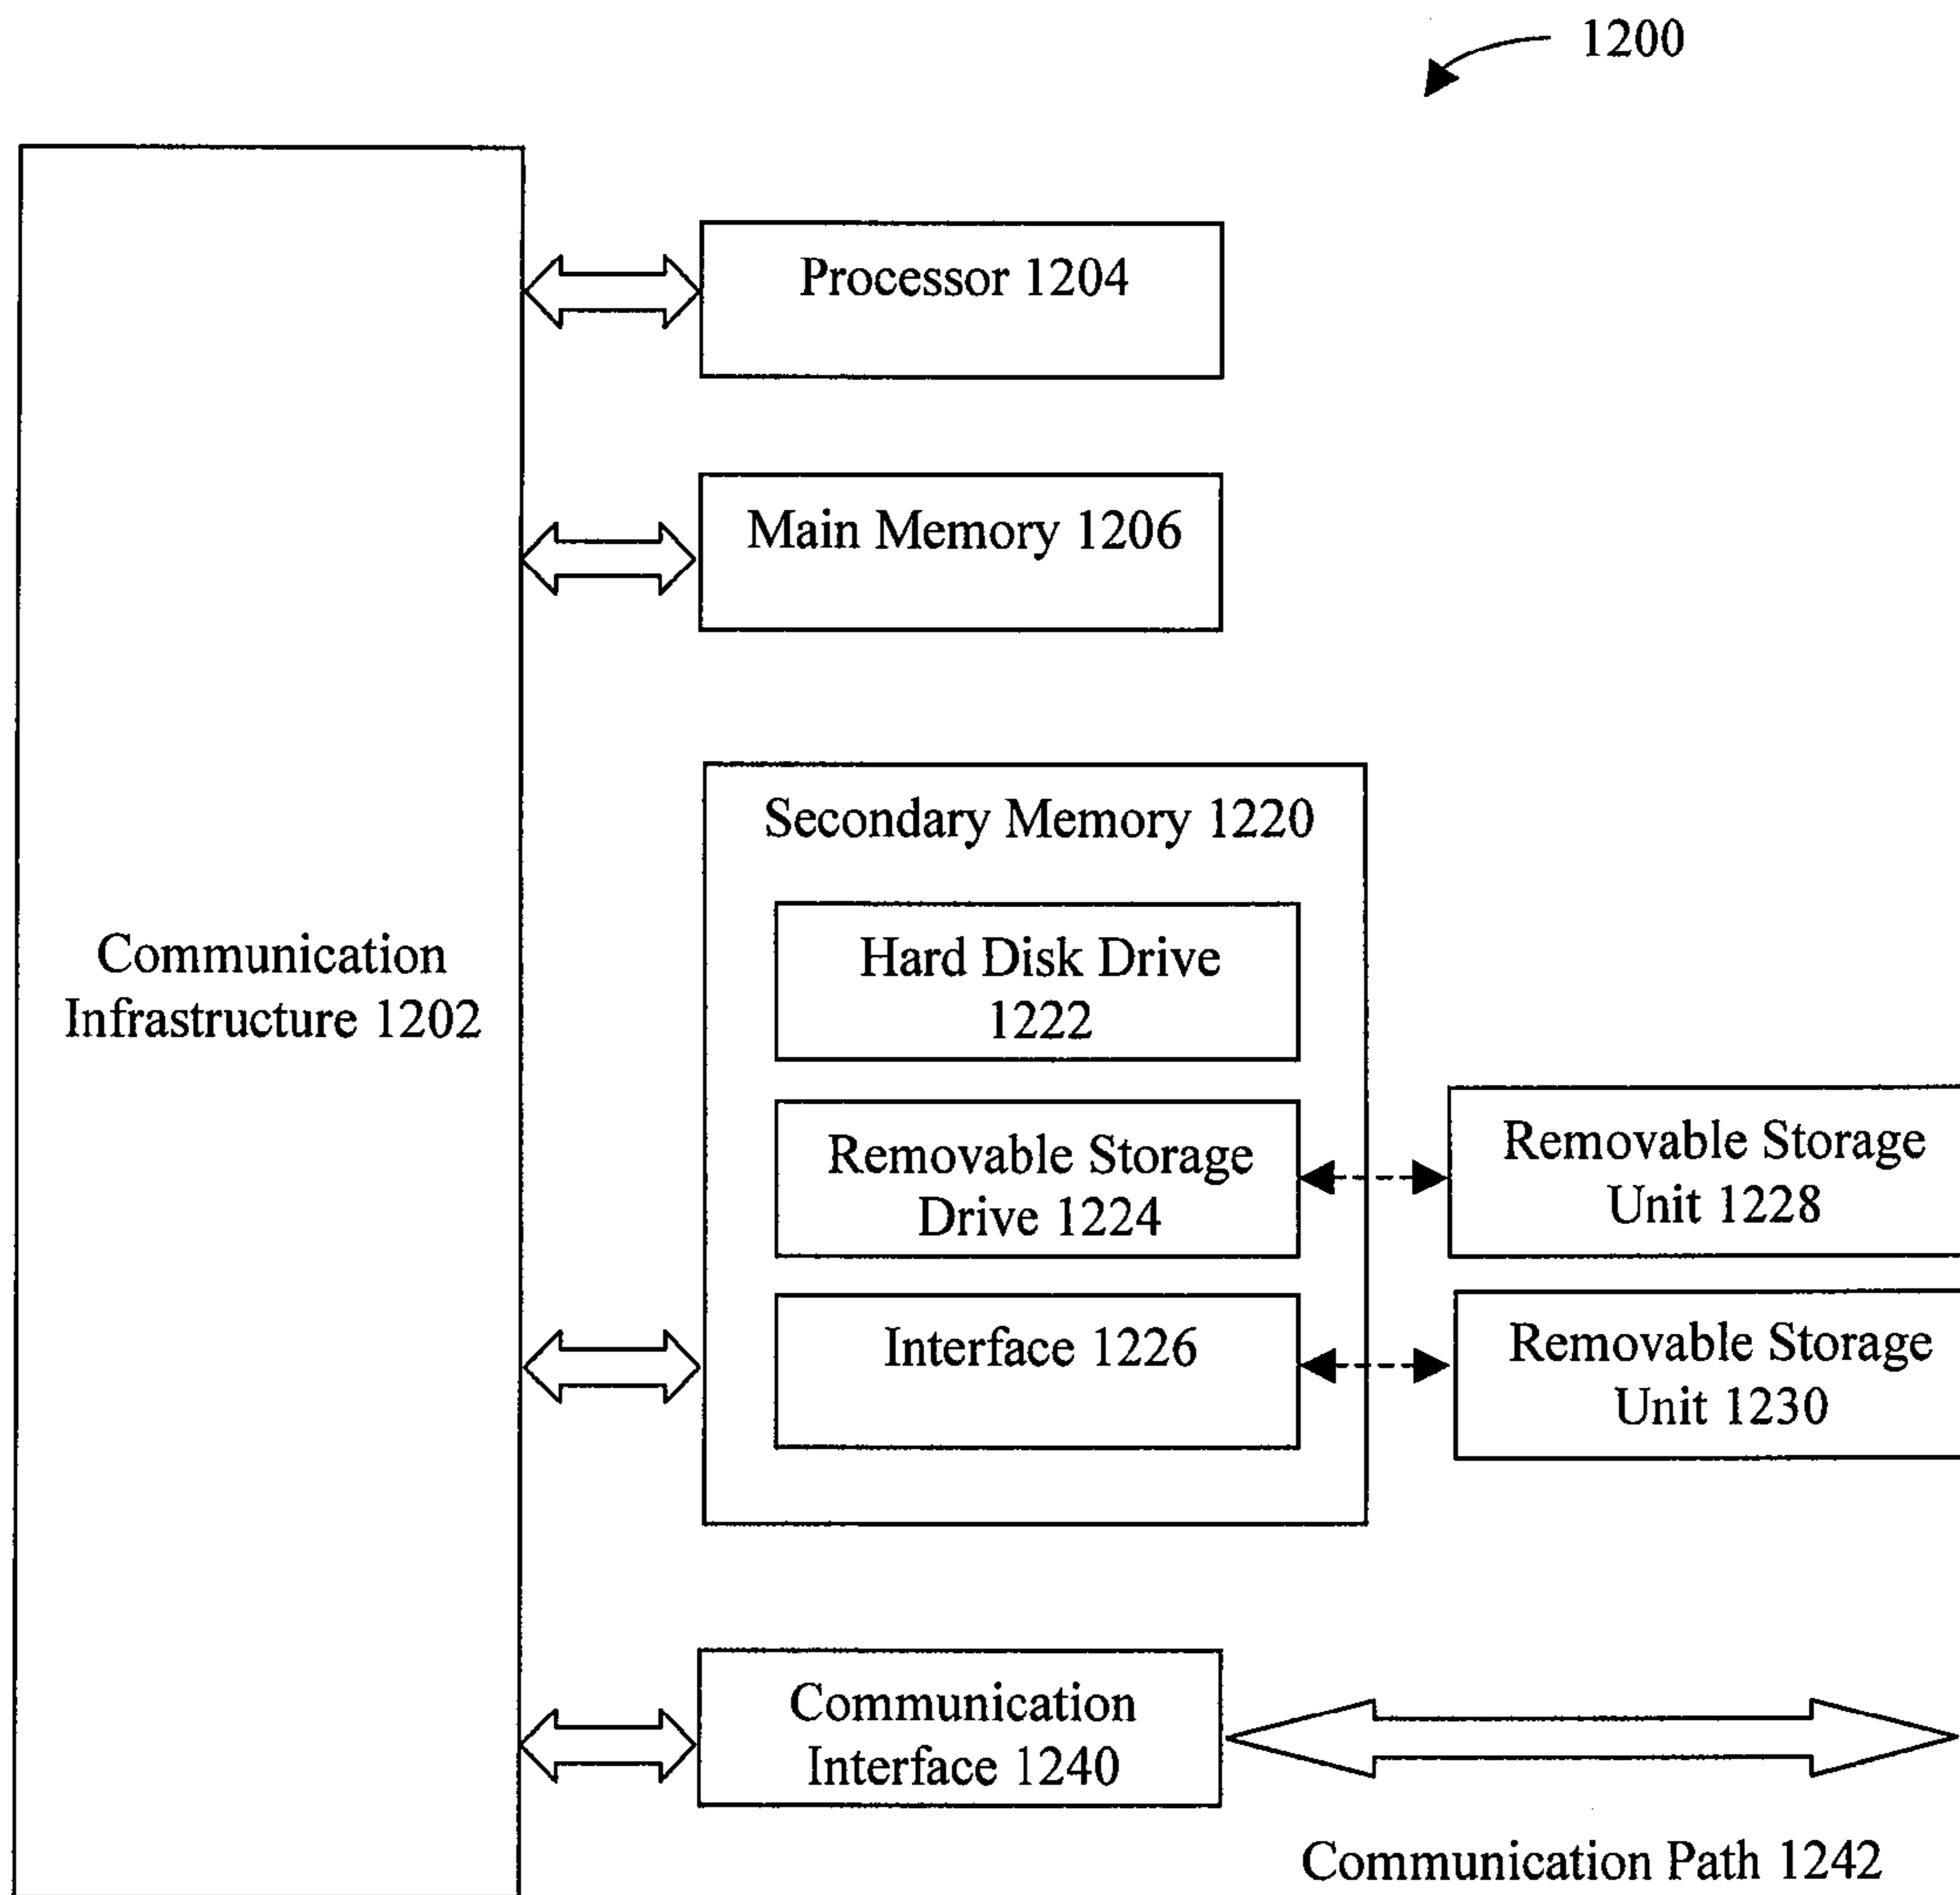 1200
Processor 1204
Main Memory 1206
Secondary Memory 1220
Communication
Infrastructure 1202
Hard Disk Drive
1222
Removable Storage
Drive 1224
Removable Storage
Unit 1228
Interface 1226
Removable Storage
Unit 1230
Communication
Interface 1240
Communication Path 1242